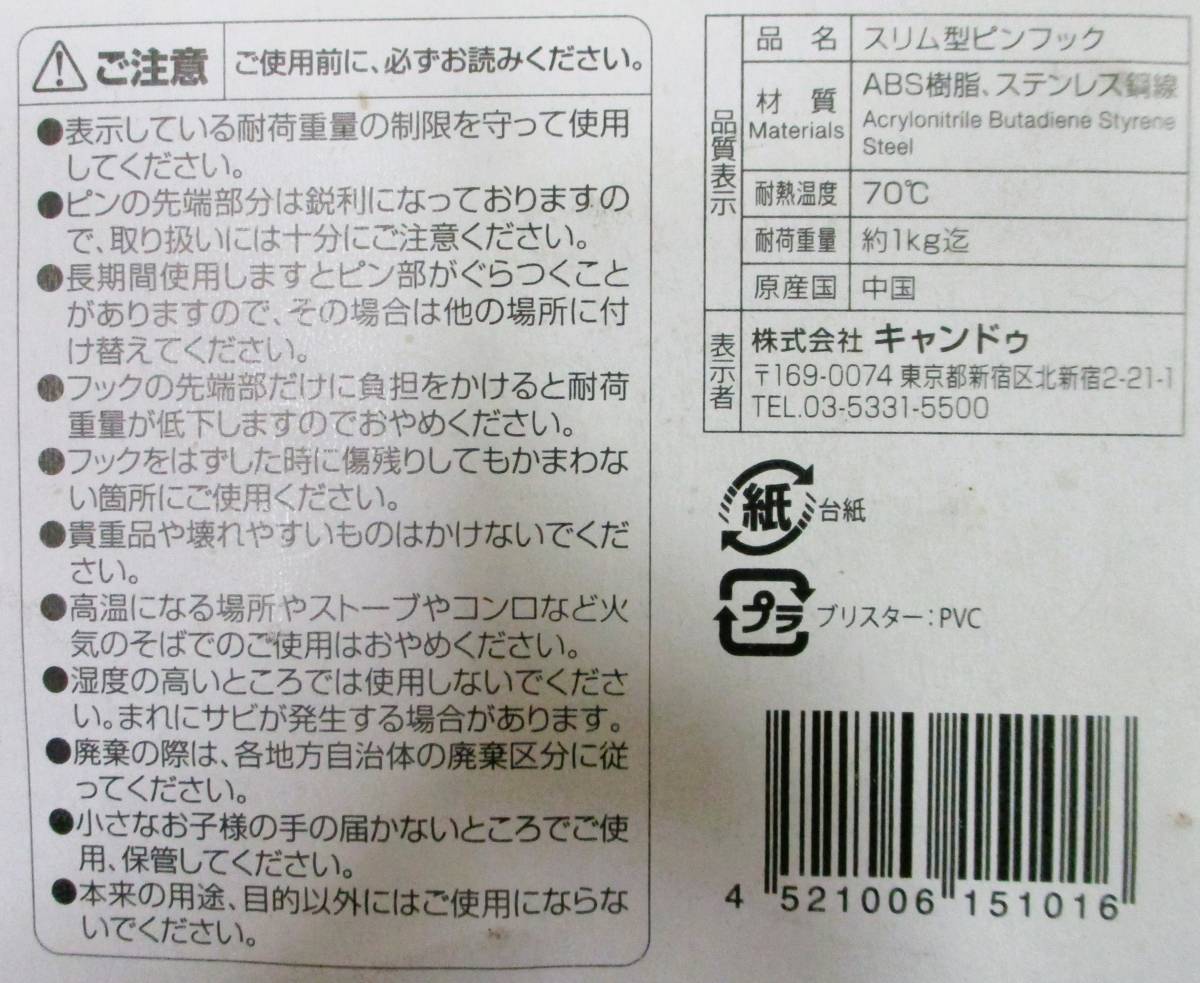 ご注意 ご使用前に、必ずお読みください。
●表示している耐荷重量の制限を守って使用
してください。
●ピンの先端部分は鋭利になっておりますの
で、取り扱いには十分にご注意ください。
●長期間使用しますとピン部がぐらつくこと
がありますので、その場合は他の場所に付
け替えてください。
●フックの先端部だけに負担をかけると耐荷
重量が低下しますのでおやめください。
●フックをはずした時に傷残りしてもかまわな
い箇所にご使用ください。
●貴重品や壊れやすいものはかけないでくだ
さい。
●高温になる場所やストーブやコンロなど火
気のそばでのご使用はおやめください。
●湿度の高いところでは使用しないでくださ
い。まれにサビが発生する場合があります。
●廃棄の際は、各地方自治体の廃棄区分に従
ってください。
●小さなお子様の手の届かないところでご使
用、保管してください。
●本来の用途、目的以外にはご使用にならな
いでください。
品質表示
品名 スリム型ピンフック
材質 ABS樹脂、ステンレス鋼線
Materials Acrylonitrile Butadiene Styrene
Steel
耐熱温度 70℃
耐荷重量 約1kg迄
原産国 中国
表示者
株式会社 キャンドゥ
〒169-0074 東京都新宿区北新宿2-21-1
TEL.03-5331-5500
紙 台紙
プラ ブリスター:PVC
4 521006 151016